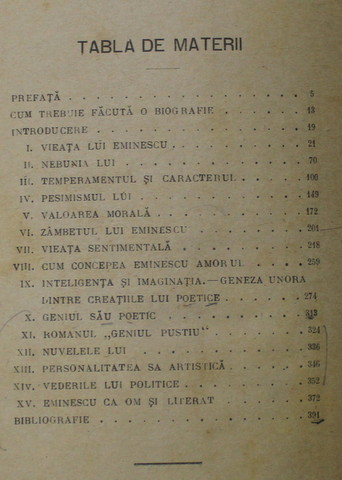 TABLA DE MATERII
PREFAȚĂ . . . . . . . . . . . . . . . 5
CUM TREBUIE FĂCUTĂ O BIOGRAFIE . . . . . . 13
INTRODUCERE . . . . . . . . . . . . . 19
I. VIEAȚA LUI EMINESCU . . . . . . . . . 21
II. NEBUNIA LUI . . . . . . . . . . . . 70
III. TEMPERAMENTUL ȘI CARACTERUL . . . . . 100
IV. PESIMISMUL LUI . . . . . . . . . . . 149
V. VALOAREA MORALĂ . . . . . . . . . . 172
VI. ZÂMBETUL LUI EMINESCU . . . . . . . . 201
VII. VIEAȚA SENTIMENTALĂ . . . . . . . . . 218
VIII. CUM CONCEPEA EMINESCU AMORUL . . . . . 259
IX. INTELIGENȚA ȘI IMAGINAȚIA.—GENEZA UNORA
DINTRE CREAȚIILE LUI POETICE . . . . . . 274
X. GENIUL SĂU POETIC . . . . . . . . . . 313
XI. ROMANUL „GENIUL PUSTIU" . . . . . . . 324
XII. NUVELELE LUI . . . . . . . . . . . . 336
XIII. PERSONALITATEA SA ARTISTICĂ . . . . . 346
XIV. VEDERILE LUI POLITICE . . . . . . . . 352
XV. EMINESCU CA OM ȘI LITERAT . . . . . . 372
BIBLIOGRAFIE . . . . . . . . . . . . . 391